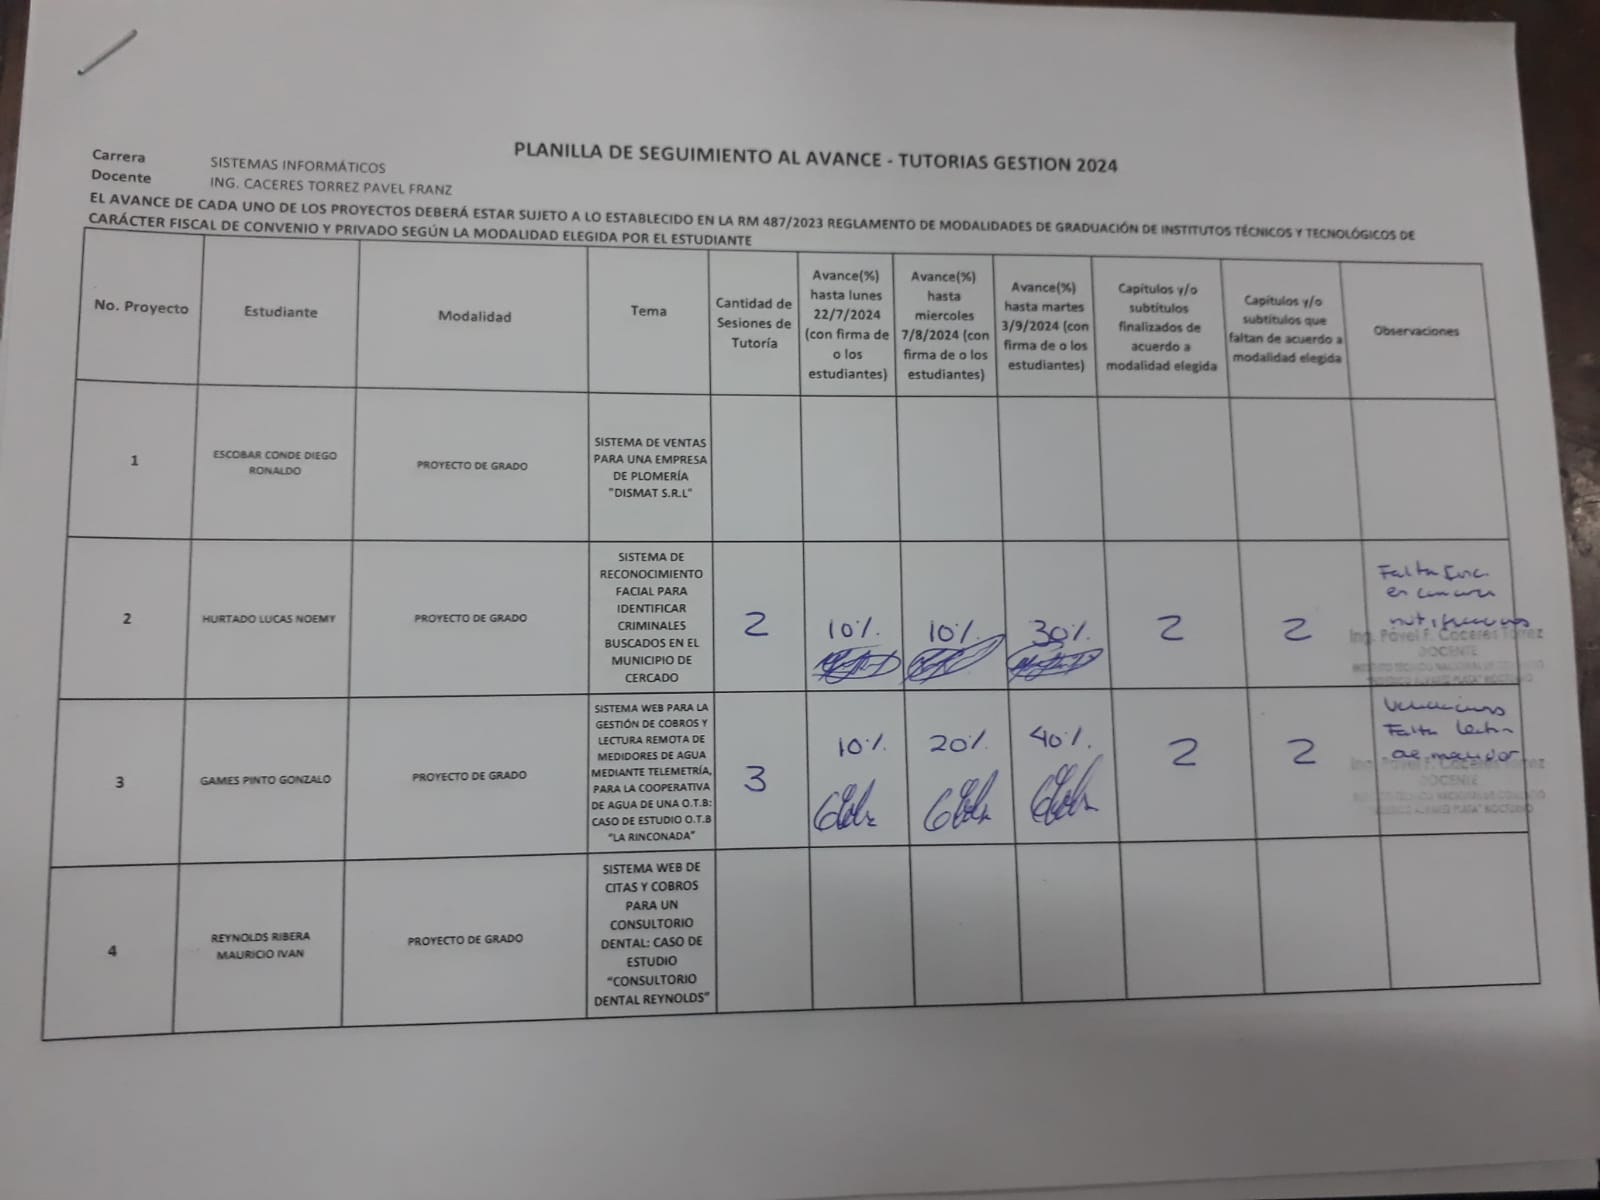 PLANILLA DE SEGUIMIENTO AL AVANCE - TUTORIAS GESTION 2024
Carrera SISTEMAS INFORMÁTICOS
Docente ING. CACERES TORREZ PAVEL FRANZ
EL AVANCE DE CADA UNO DE LOS PROYECTOS DEBERÁ ESTAR SUJETO A LO ESTABLECIDO EN LA RM 487/2023 REGLAMENTO DE MODALIDADES DE GRADUACIÓN DE INSTITUTOS TÉCNICOS Y TECNOLÓGICOS DE
CARÁCTER FISCAL DE CONVENIO Y PRIVADO SEGÚN LA MODALIDAD ELEGIDA POR EL ESTUDIANTE
No. Proyecto
Estudiante
Modalidad
Tema
Cantidad de
Sesiones de
Tutoría
Avance(%)
hasta lunes
22/7/2024
(con firma de
o los
estudiantes)
Avance(%)
hasta
miercoles
7/8/2024 (con
firma de o los
estudiantes)
Avance(%)
hasta martes
3/9/2024 (con
firma de o los
estudiantes)
Capítulos y/o
subtítulos
finalizados de
acuerdo a
modalidad elegida
Capítulos y/o
subtítulos que
faltan de acuerdo a
modalidad elegida
Observaciones
1
ESCOBAR CONDE DIEGO
RONALDO
PROYECTO DE GRADO
SISTEMA DE VENTAS
PARA UNA EMPRESA
DE PLOMERÍA
"DISMAT S.R.L"
2
HURTADO LUCAS NOEMY
PROYECTO DE GRADO
SISTEMA DE
RECONOCIMIENTO
FACIAL PARA
IDENTIFICAR
CRIMINALES
BUSCADOS EN EL
MUNICIPIO DE
CERCADO
2
10%.
10%.
30%.
2
2
Falta
Ing. Pavel F. Caceres Torrez
DOCENTE
3
GAMES PINTO GONZALO
PROYECTO DE GRADO
SISTEMA WEB PARA LA
GESTIÓN DE COBROS Y
LECTURA REMOTA DE
MEDIDORES DE AGUA
MEDIANTE TELEMETRÍA,
PARA LA COOPERATIVA
DE AGUA DE UNA O.T.B:
CASO DE ESTUDIO O.T.B
"LA RINCONADA"
3
10%.
20%.
40%.
2
2
Falta
Ing. Pavel F. Caceres Torrez
DOCENTE
4
REYNOLDS RIBERA
MAURICIO IVAN
PROYECTO DE GRADO
SISTEMA WEB DE
CITAS Y COBROS
PARA UN
CONSULTORIO
DENTAL: CASO DE
ESTUDIO
"CONSULTORIO
DENTAL REYNOLDS"